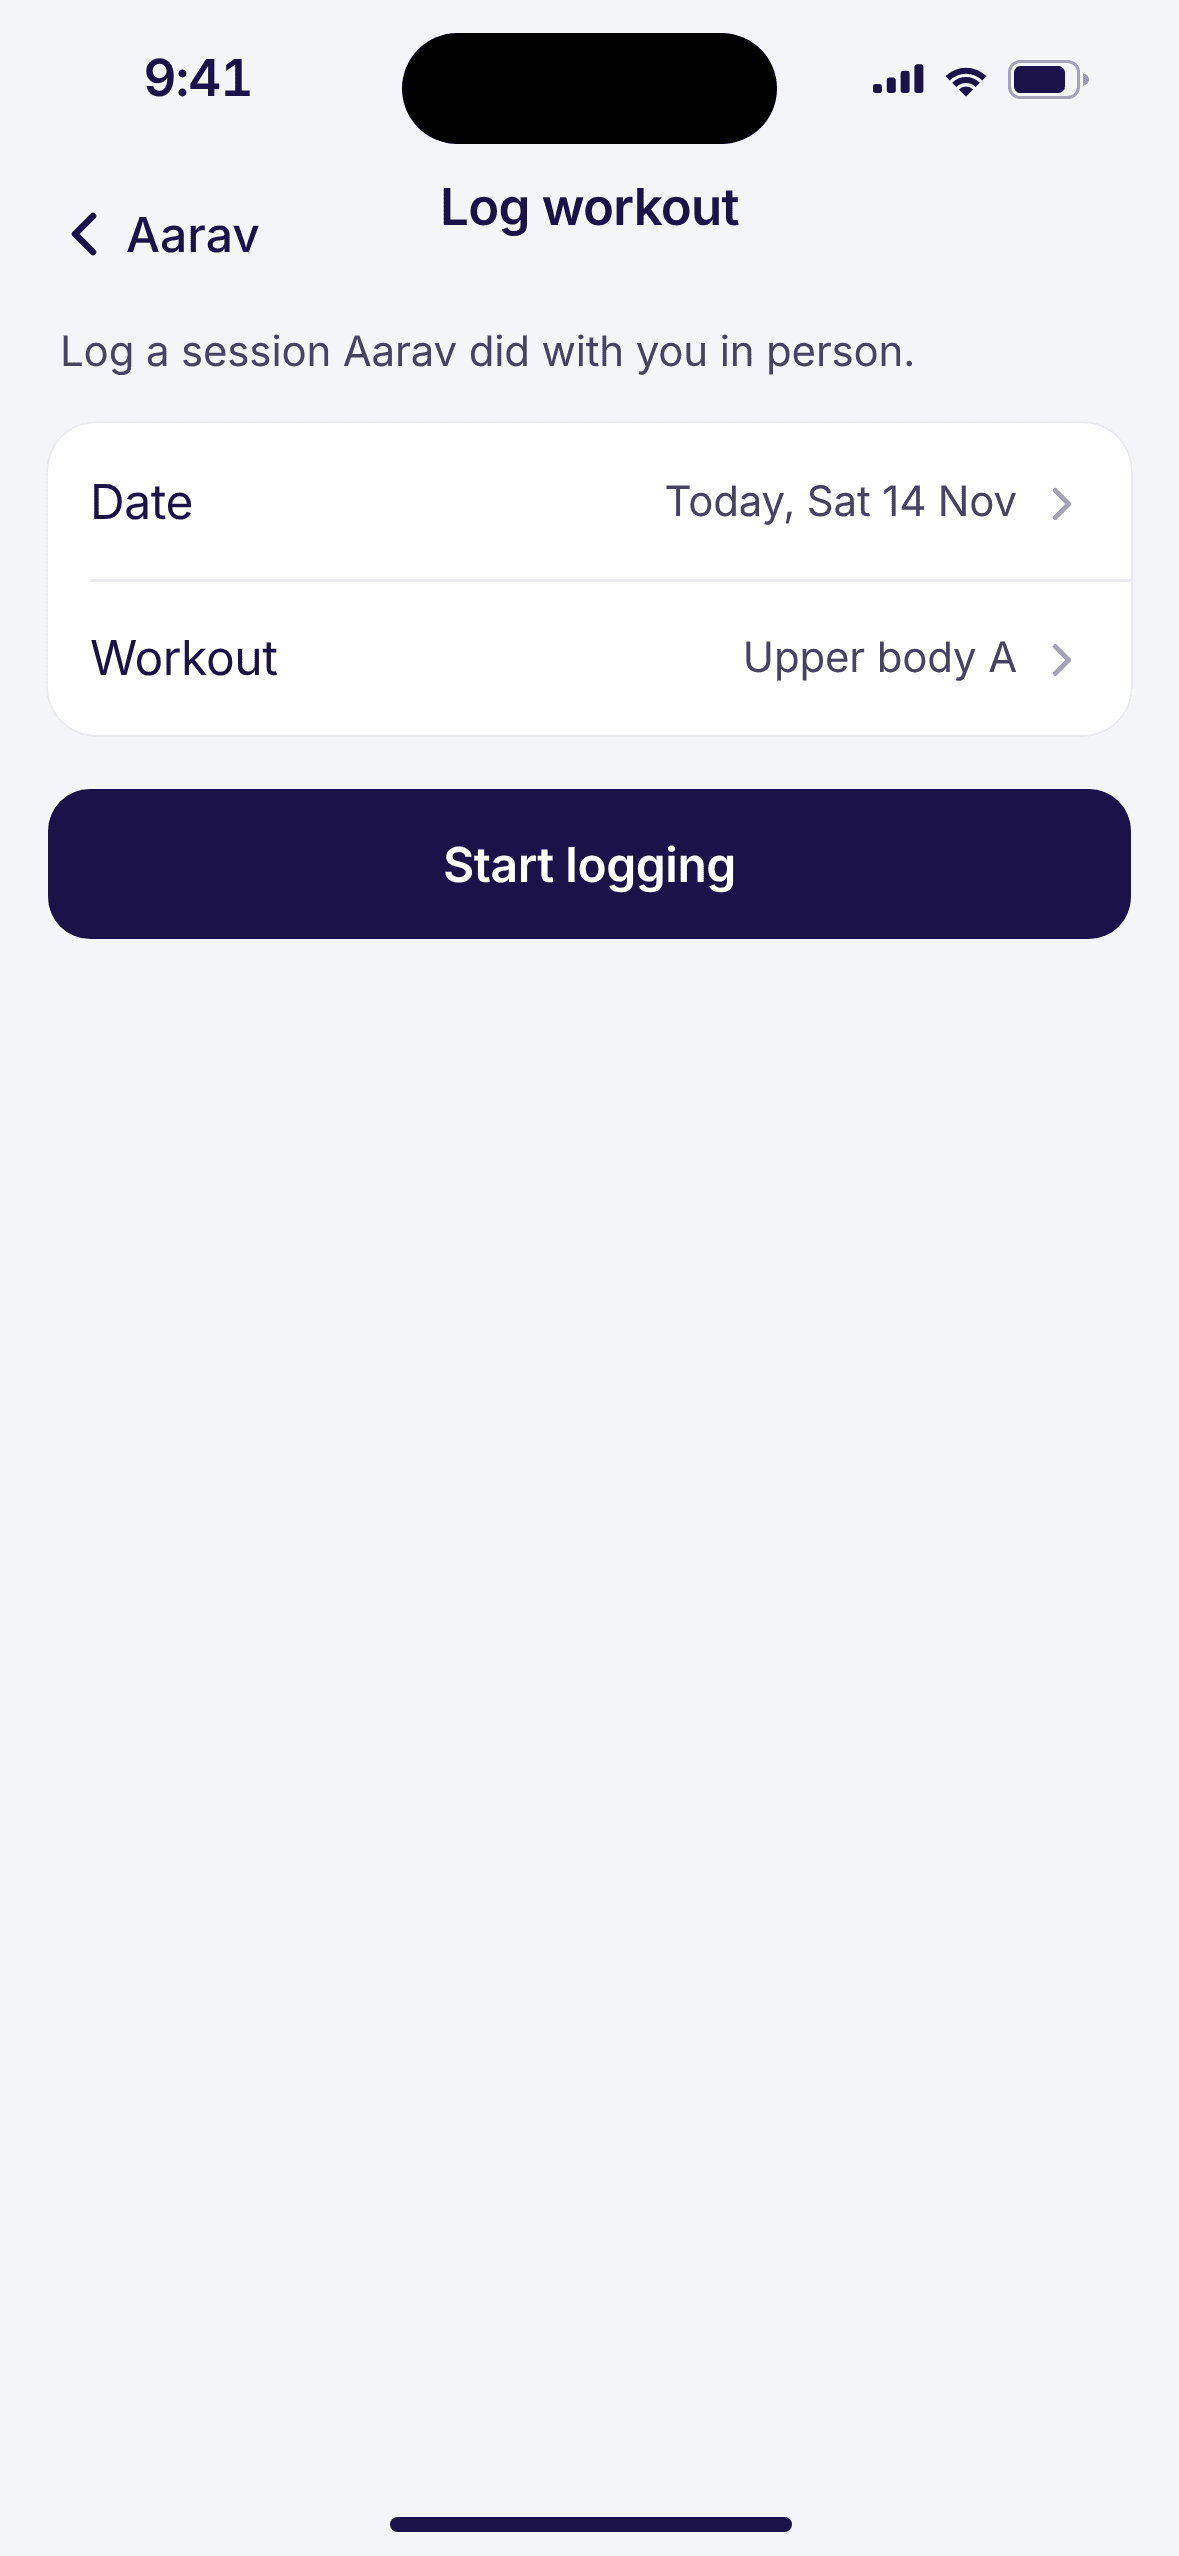 9:41
Log workout
Aarav
Log a session Aarav did with you in person.
Date Today, Sat 14 Nov
Workout Upper body A
Start logging